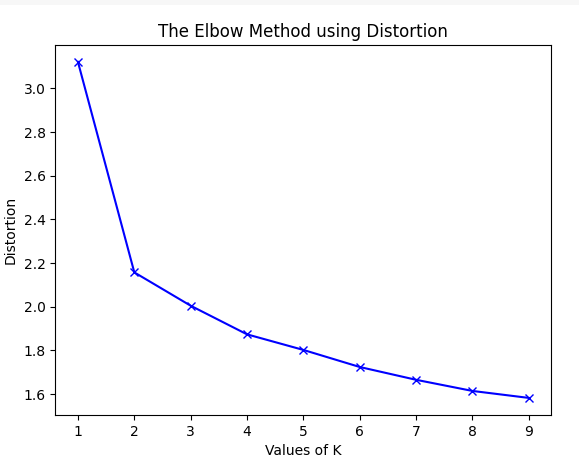 The Elbow Method using Distortion
3.0
2.8
2.6
2.4
2.2
2.0
1.8
1.6
Distortion
1 2 3 4 5 6 7 8 9
Values of K